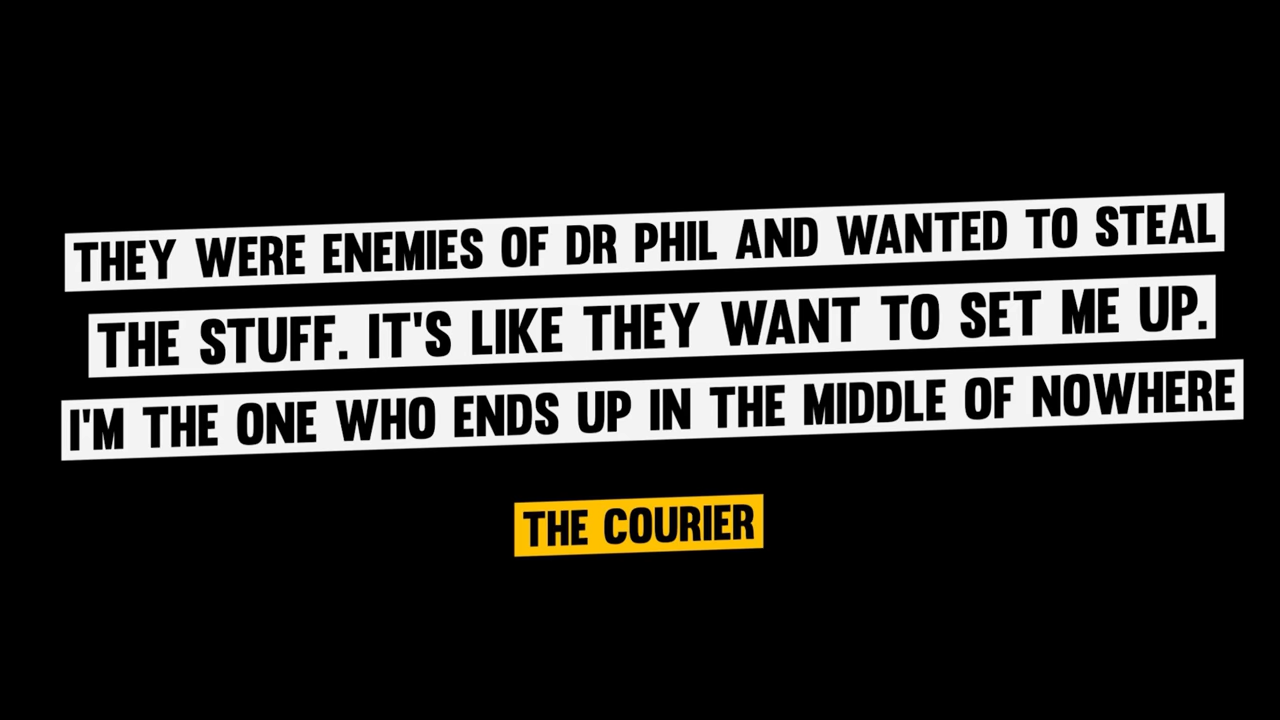 THEY WERE ENEMIES OF DR PHIL AND WANTED TO STEAL
THE STUFF. IT'S LIKE THEY WANT TO SET ME UP.
I'M THE ONE WHO ENDS UP IN THE MIDDLE OF NOWHERE
THE COURIER